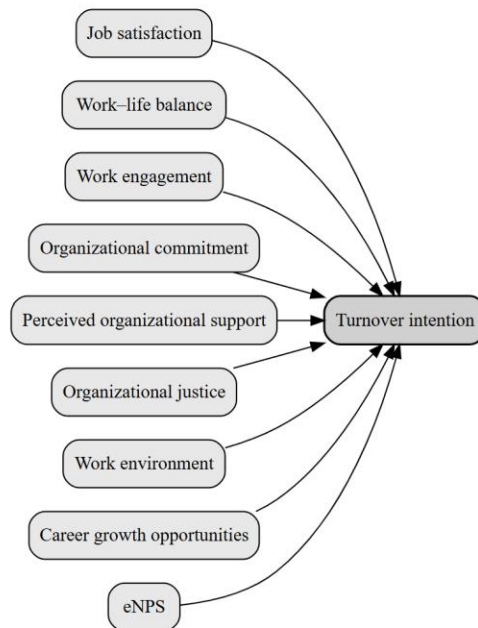 Job satisfaction
Work–life balance
Work engagement
Organizational commitment
Perceived organizational support
Turnover intention
Organizational justice
Work environment
Career growth opportunities
eNPS